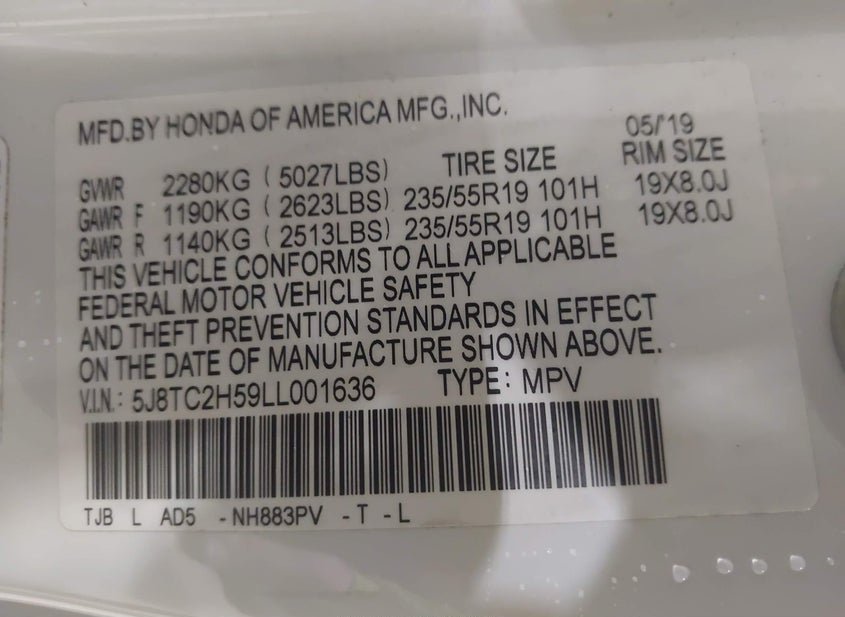 MFD.BY HONDA OF AMERICA MFG.,INC.
05/'19
GVWR 2280KG ( 5027LBS) TIRE SIZE RIM SIZE
GAWR F 1190KG ( 2623LBS) 235/55R19 101H 19X8.0J
GAWR R 1140KG ( 2513LBS) 235/55R19 101H 19X8.0J
THIS VEHICLE CONFORMS TO ALL APPLICABLE
FEDERAL MOTOR VEHICLE SAFETY
AND THEFT PREVENTION STANDARDS IN EFFECT
ON THE DATE OF MANUFACTURE SHOWN ABOVE.
V.I.N.: 5J8TC2H59LL001636 TYPE: MPV
TJB L AD5 -NH883PV -T -L